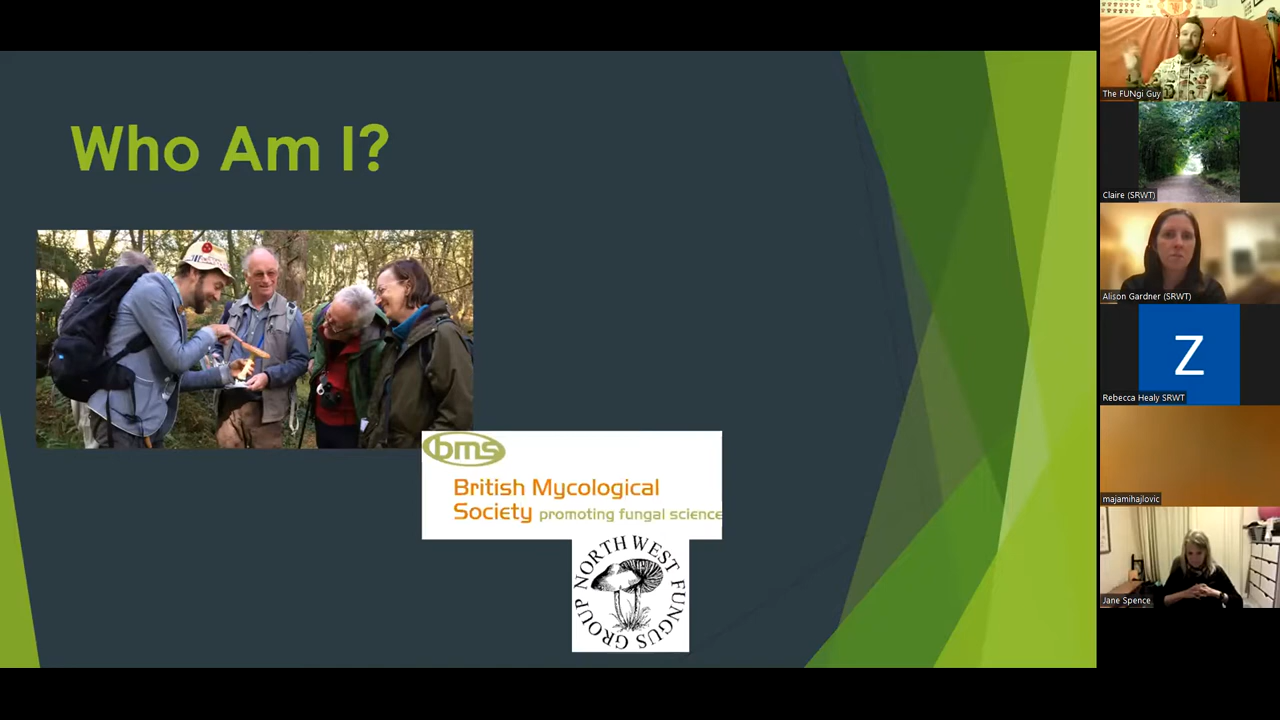 Who Am I?
bms
British Mycological
Society promoting fungal science
NORTH WEST FUNGUS GROUP
The FUNgi Guy
Claire (SRWT)
Alison Gardner (SRWT)
Z
Rebecca Healy SRWT
majamihajlovic
Jane Spence